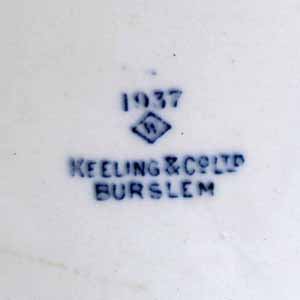 1937
W
KEELING & CO LTD
BURSLEM